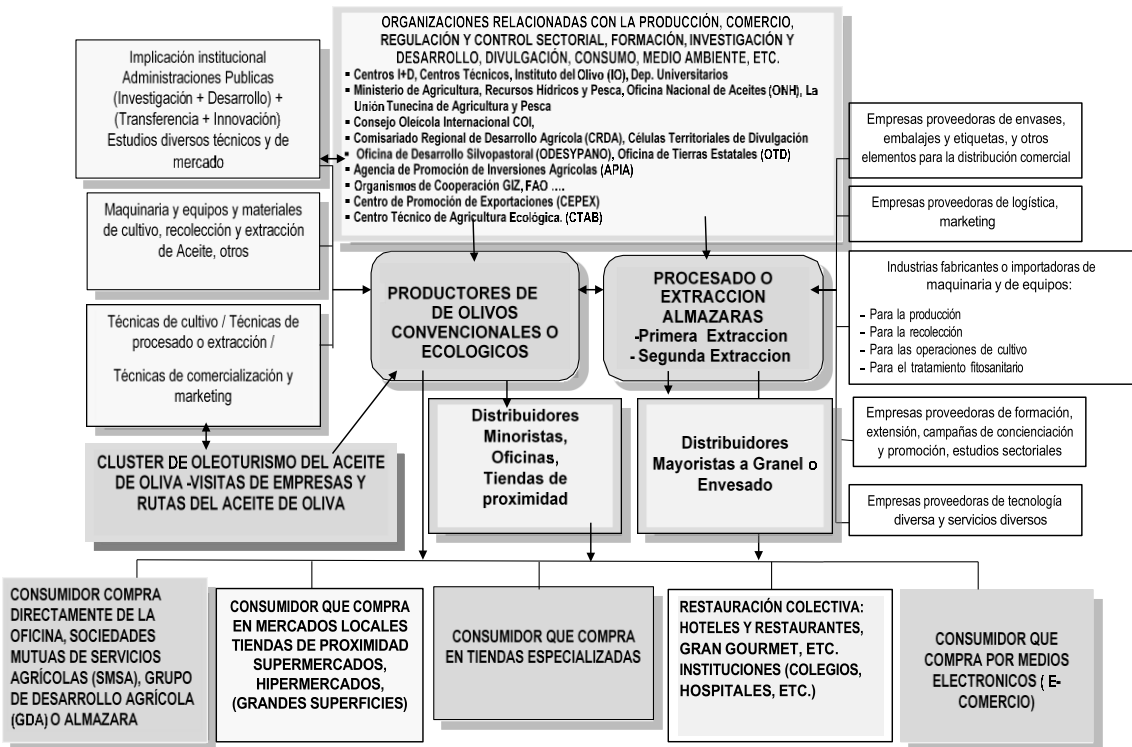 ORGANIZACIONES RELACIONADAS CON LA PRODUCCIÓN, COMERCIO,
REGULACIÓN Y CONTROL SECTORIAL, FORMACIÓN, INVESTIGACIÓN Y
DESARROLLO, DIVULGACIÓN, CONSUMO, MEDIO AMBIENTE, ETC.
▪ Centros I+D, Centros Técnicos, Instituto del Olivo (IO), Dep. Universitarios
▪ Ministerio de Agricultura, Recursos Hídricos y Pesca, Oficina Nacional de Aceites (ONH), La
Unión Tunecina de Agricultura y Pesca
▪ Consejo Oleícola Internacional COI,
▪ Comisariado Regional de Desarrollo Agrícola (CRDA), Células Territoriales de Divulgación
▪ Oficina de Desarrollo Silvopastoral (ODESYPANO), Oficina de Tierras Estatales (OTD)
▪ Agencia de Promoción de Inversiones Agrícolas (APIA)
▪ Organismos de Cooperación GIZ, FAO ....
▪ Centro de Promoción de Exportaciones (CEPEX)
▪ Centro Técnico de Agricultura Ecológica. (CTAB)
Implicación institucional
Administraciones Publicas
(Investigación + Desarrollo) +
(Transferencia + Innovación)
Estudios diversos técnicos y de
mercado
Maquinaria y equipos y materiales
de cultivo, recolección y extracción
de Aceite, otros
Técnicas de cultivo / Técnicas de
procesado o extracción /
Técnicas de comercialización y
marketing
CLUSTER DE OLEOTURISMO DEL ACEITE
DE OLIVA -VISITAS DE EMPRESAS Y
RUTAS DEL ACEITE DE OLIVA
PRODUCTORES DE
DE OLIVOS
CONVENCIONALES O
ECOLOGICOS
PROCESADO O
EXTRACCION
ALMAZARAS
-Primera Extraccion
- Segunda Extraccion
Distribuidores
Minoristas,
Oficinas,
Tiendas de
proximidad
Distribuidores
Mayoristas a Granel o
Envesado
Empresas proveedoras de envases,
embalajes y etiquetas, y otros
elementos para la distribución comercial
Empresas proveedoras de logística,
marketing
Industrias fabricantes o importadoras de
maquinaria y de equipos:
- Para la producción
- Para la recolección
- Para las operaciones de cultivo
- Para el tratamiento fitosanitario
Empresas proveedoras de formación,
extensión, campañas de concienciación
y promoción, estudios sectoriales
Empresas proveedoras de tecnología
diversa y servicios diversos
CONSUMIDOR COMPRA
DIRECTAMENTE DE LA
OFICINA, SOCIEDADES
MUTUAS DE SERVICIOS
AGRÍCOLAS (SMSA), GRUPO
DE DESARROLLO AGRÍCOLA
(GDA) O ALMAZARA
CONSUMIDOR QUE COMPRA
EN MERCADOS LOCALES
TIENDAS DE PROXIMIDAD
SUPERMERCADOS,
HIPERMERCADOS,
(GRANDES SUPERFICIES)
CONSUMIDOR QUE COMPRA
EN TIENDAS ESPECIALIZADAS
RESTAURACIÓN COLECTIVA:
HOTELES Y RESTAURANTES,
GRAN GOURMET, ETC.
INSTITUCIONES (COLEGIOS,
HOSPITALES, ETC.)
CONSUMIDOR QUE
COMPRA POR MEDIOS
ELECTRONICOS ( E-
COMERCIO)